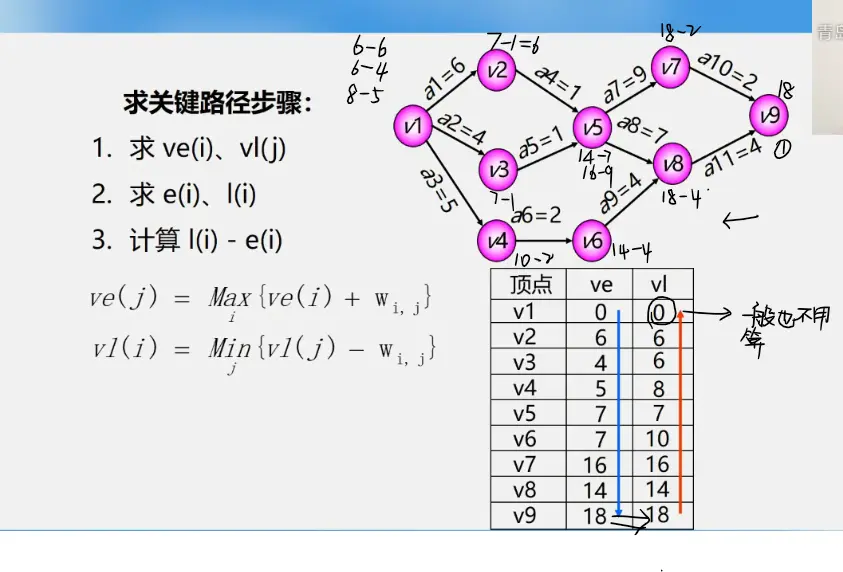 青岛
求关键路径步骤：
1. 求 ve(i)、vl(j)
2. 求 e(i)、l(i)
3. 计算 l(i) - e(i)
ve(j) = Max{ve(i) + w i, j}
i
vl(i) = Min{vl(j) - w i, j}
j
6-6
6-4
8-5
7-1=6
18-2
v2
v7
a1=6
a4=1
a7=9
a10=2
18
v1
v5
v9
①
a2=4
a5=1
a8=7
a11=4
v3
14-7
16-9
v8
7-1
18-4
a3=5
a6=2
a9=4
v4
v6
10-2
14-4
顶点 ve vl
v1 0 0
v2 6 6
v3 4 6
v4 5 8
v5 7 7
v6 7 10
v7 16 16
v8 14 14
v9 18 18
一般也不用
算